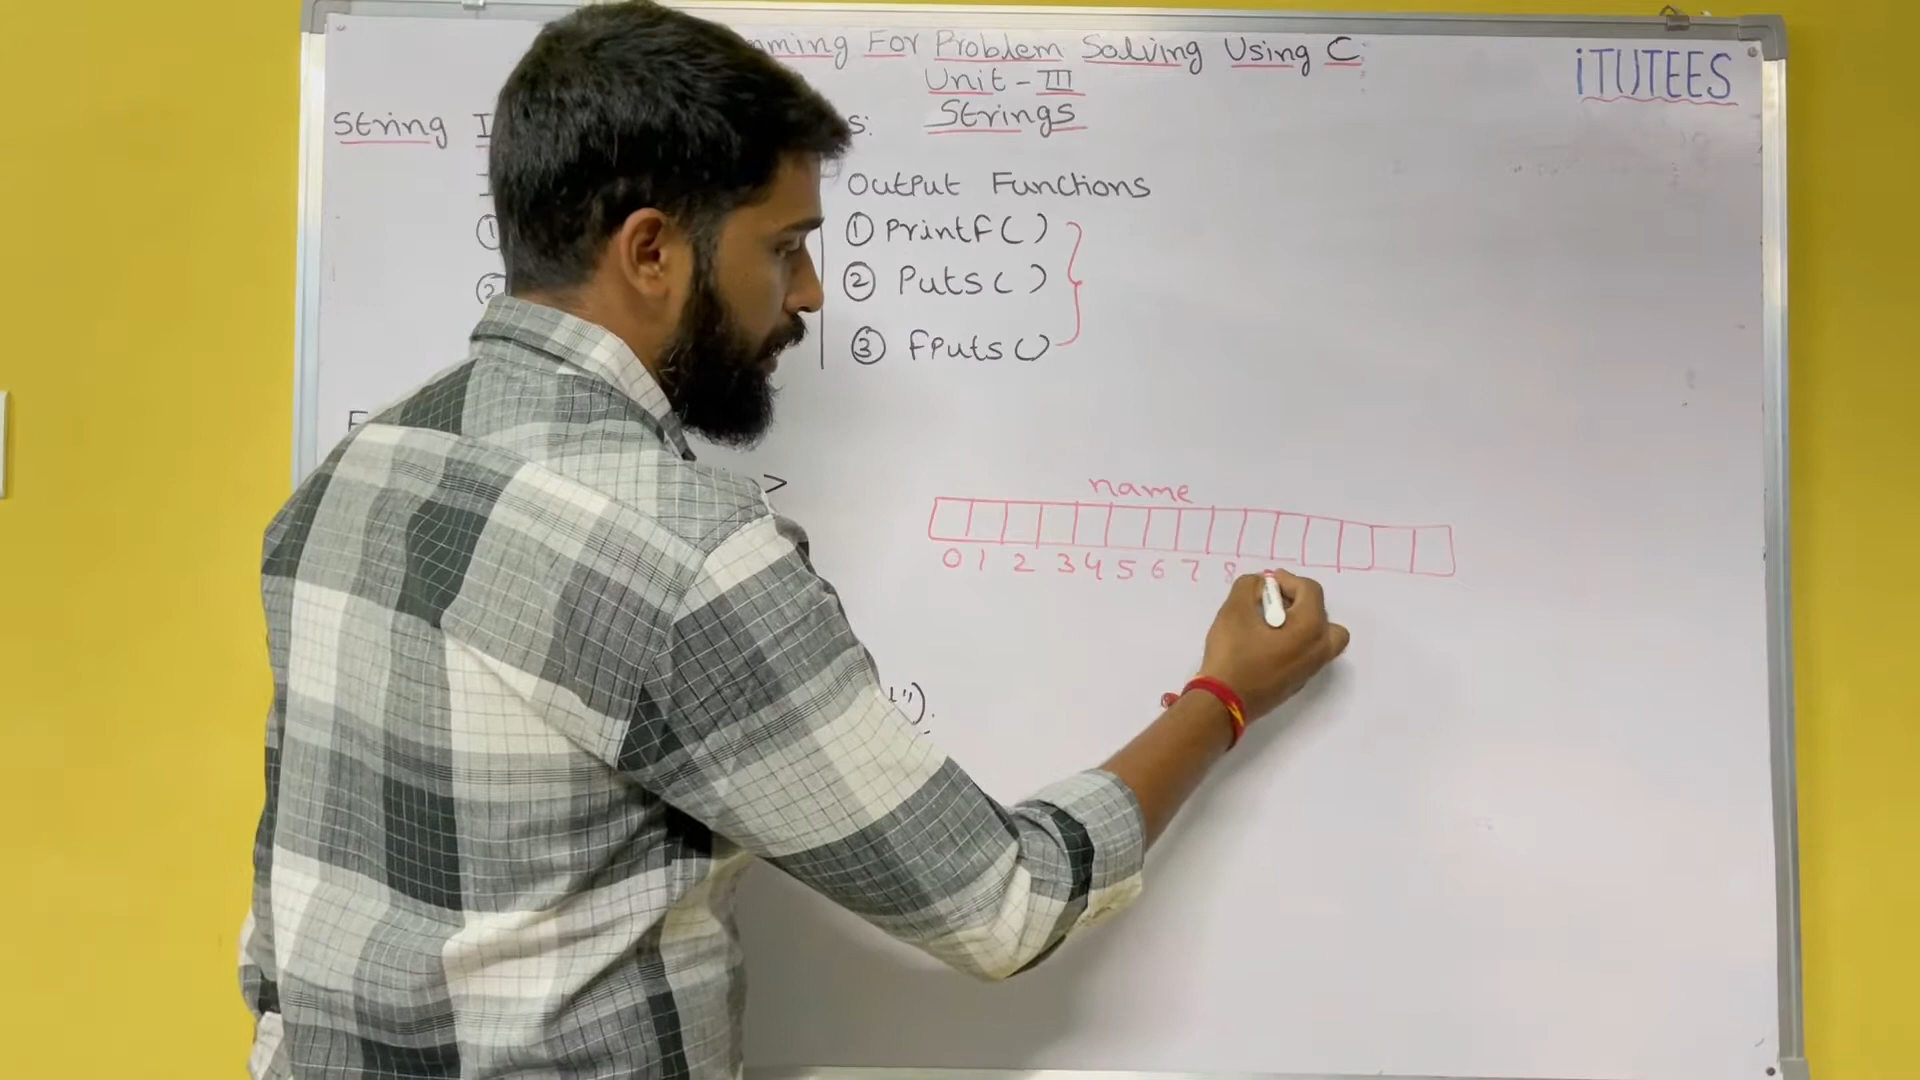 For Problem Solving Using C
iTUTEES
Unit - III
Strings
String
Output Functions
① Printf( )
② Puts( )
③ fputs()
name
0 1 2 3 4 5 6 7 8